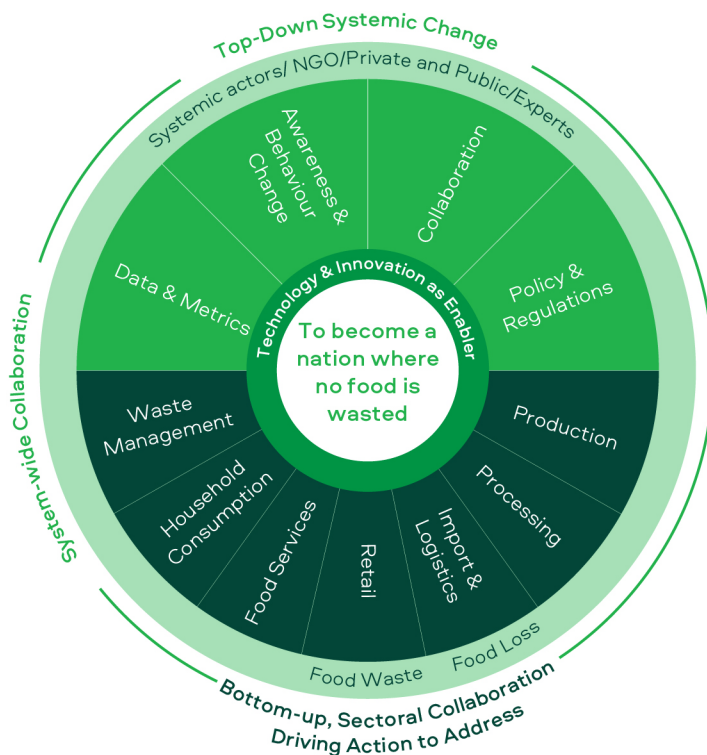 Top-Down Systemic Change
Systemic actors/ NGO/Private and Public/Experts
Awareness &
Behaviour
Change
Collaboration
Data & Metrics
Policy &
Regulations
Technology & Innovation as Enabler
To become a
nation where
no food is
wasted
System-wide Collaboration
Waste
Management
Household
Consumption
Food Services
Retail
Import &
Logistics
Processing
Production
Food Waste
Food Loss
Bottom-up, Sectoral Collaboration
Driving Action to Address